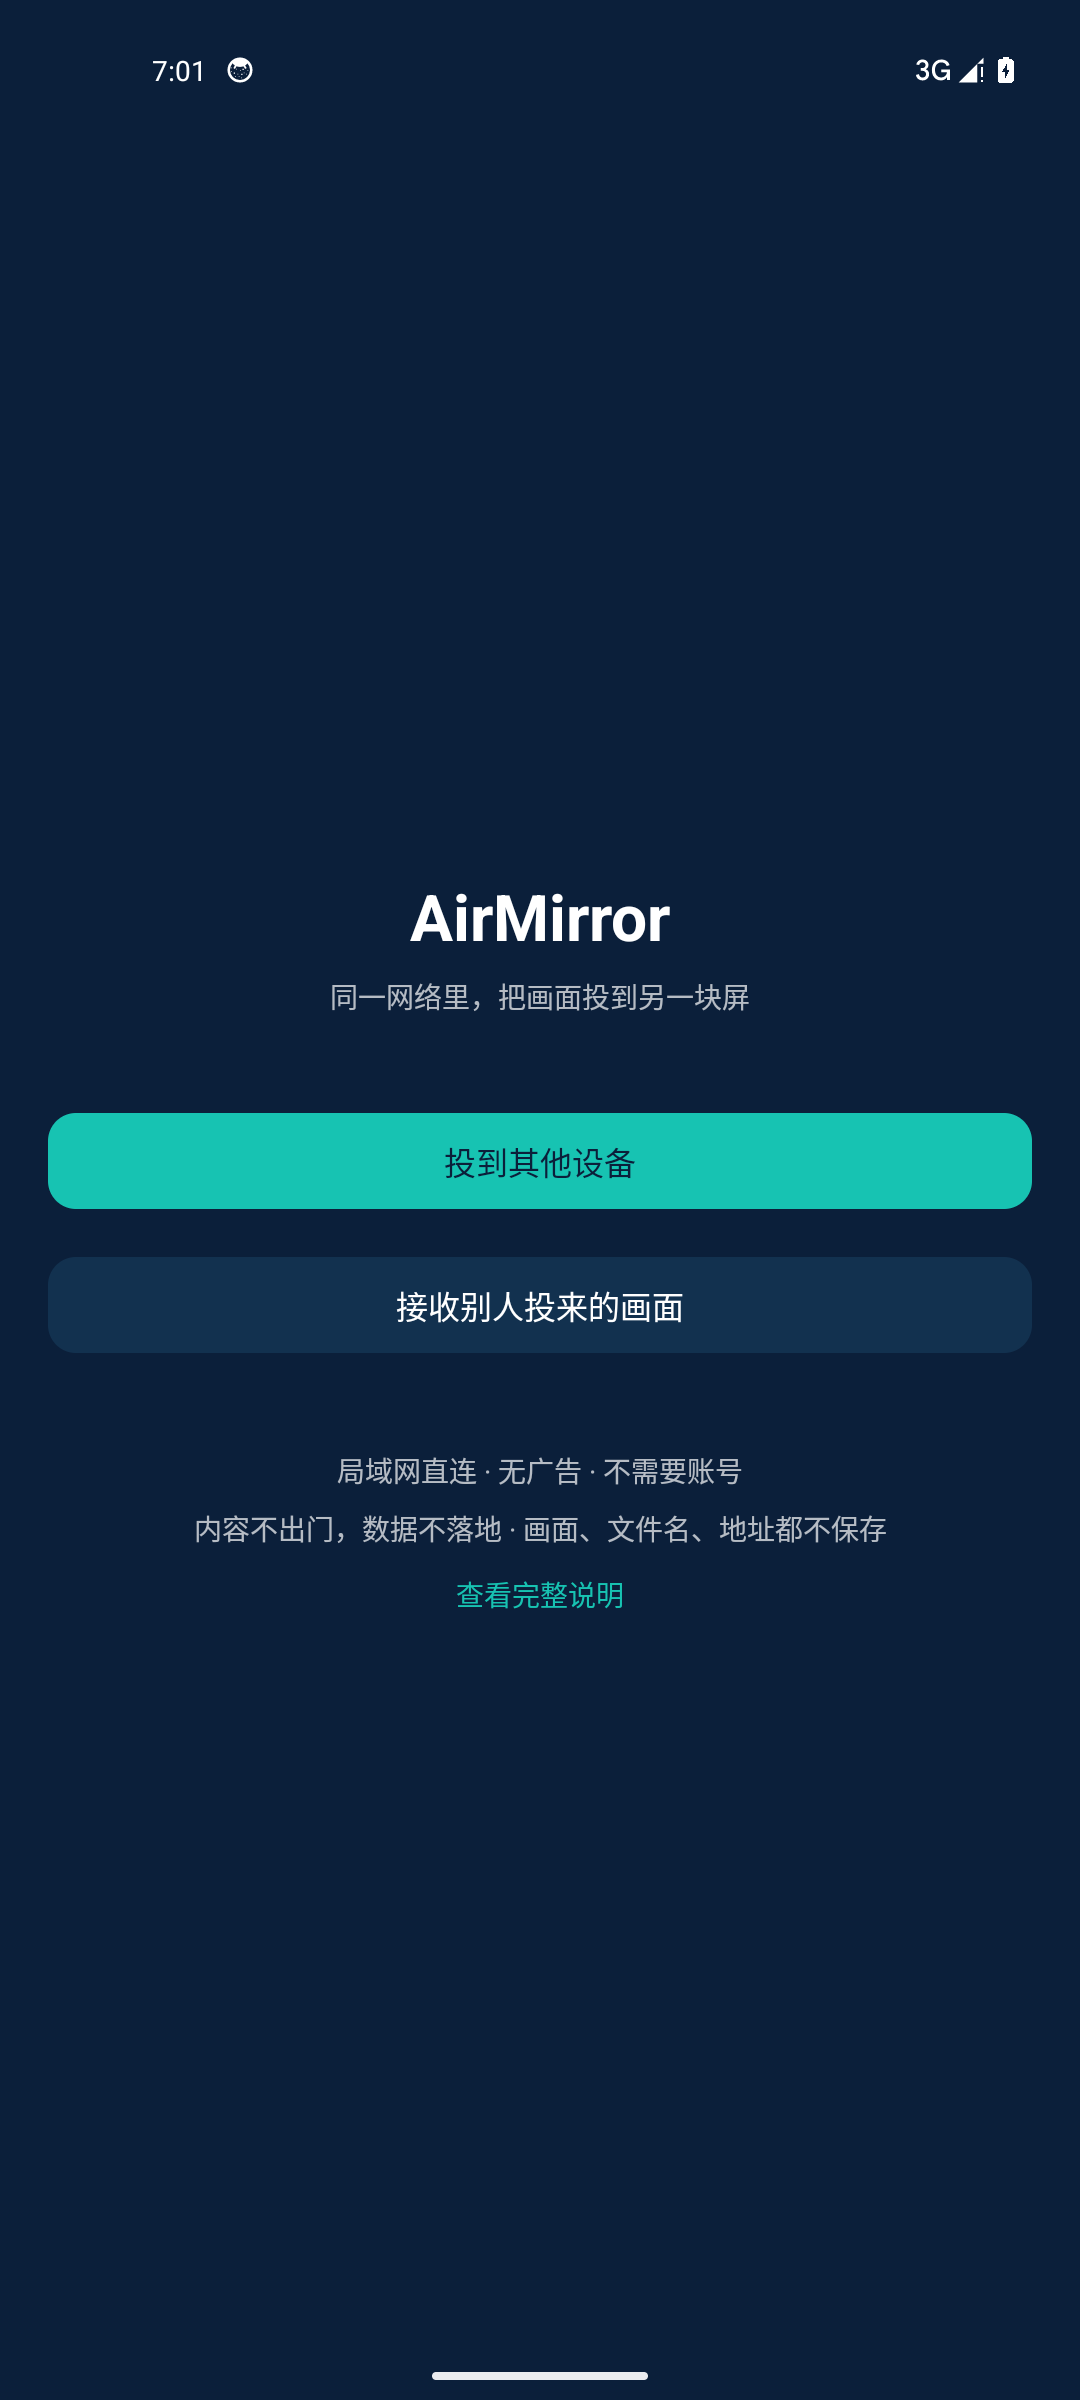 7:01
3G
AirMirror
同一网络里，把画面投到另一块屏
投到其他设备
接收别人投来的画面
局域网直连 · 无广告 · 不需要账号
内容不出门，数据不落地 · 画面、文件名、地址都不保存
查看完整说明